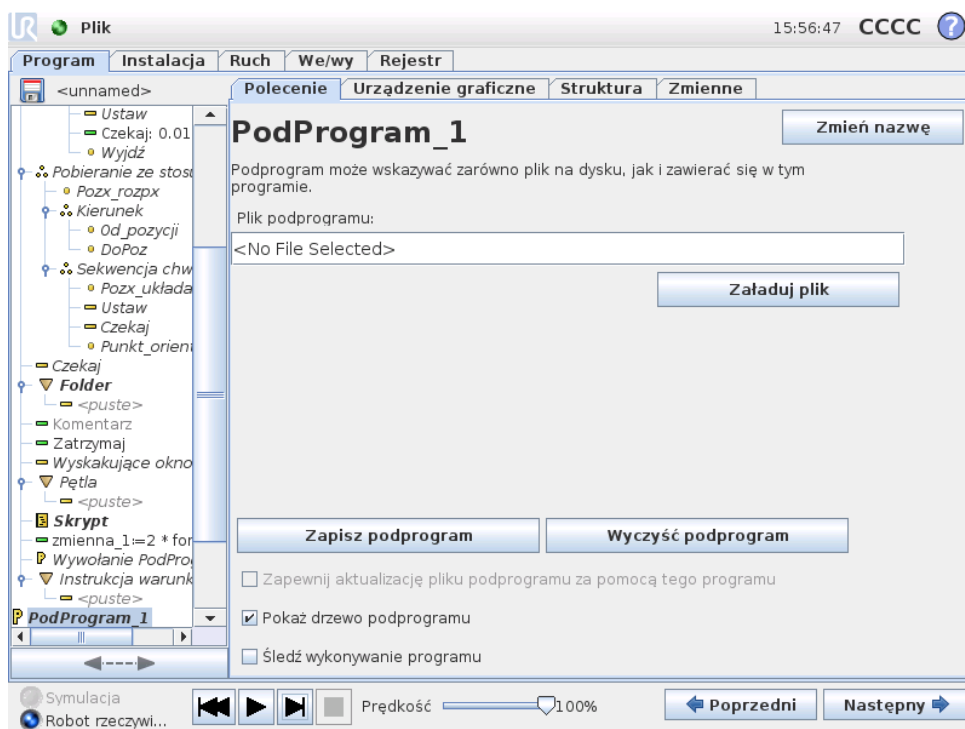 UR Plik 15:56:47 CCCC ?
Program Instalacja Ruch We/wy Rejestr
<unnamed>
Polecenie Urządzenie graficzne Struktura Zmienne
Ustaw
Czekaj: 0.01
Wyjdź
Pobieranie ze stosu
Pozx_rozpx
Kierunek
Od_pozycji
DoPoz
Sekwencja chw
Pozx_układa
Ustaw
Czekaj
Punkt_orient
Czekaj
Folder
<puste>
Komentarz
Zatrzymaj
Wyskakujące okno
Pętla
<puste>
Skrypt
zmienna_1:=2 * for
Wywołanie PodPro
Instrukcja warunk
<puste>
PodProgram_1
PodProgram_1
Zmień nazwę
Podprogram może wskazywać zarówno plik na dysku, jak i zawierać się w tym
programie.
Plik podprogramu:
<No File Selected>
Załaduj plik
Zapisz podprogram Wyczyść podprogram
Zapewnij aktualizację pliku podprogramu za pomocą tego programu
Pokaż drzewo podprogramu
Śledź wykonywanie programu
Symulacja
Robot rzeczywi...
Prędkość 100%
Poprzedni Następny